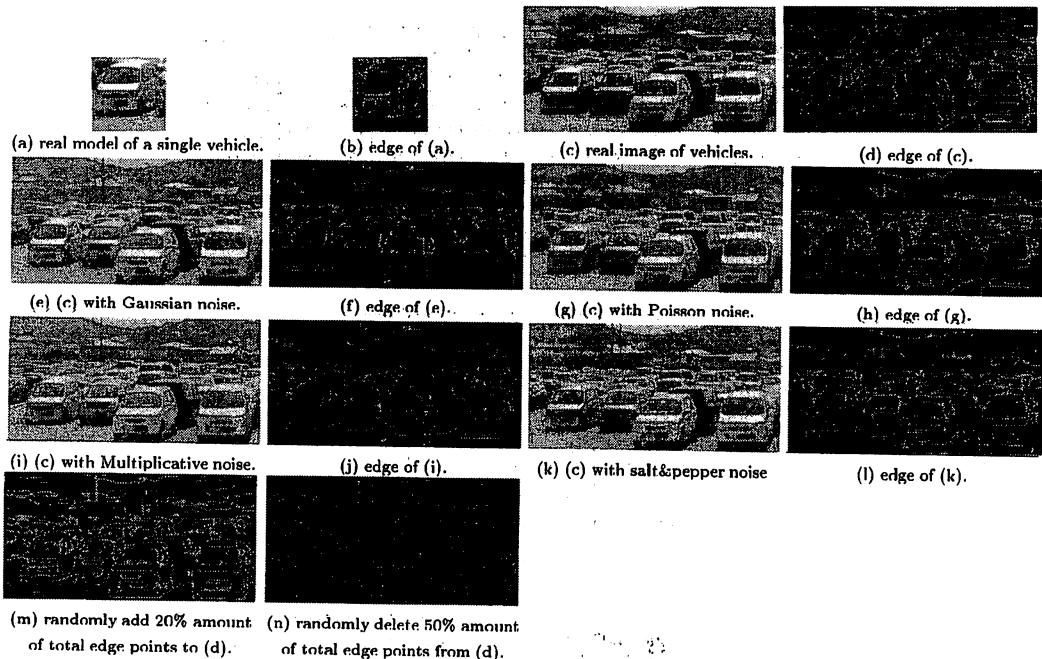 (a) real model of a single vehicle.
(b) edge of (a).
(c) real image of vehicles.
(d) edge of (c).
(e) (c) with Gaussian noise.
(f) edge of (e).
(g) (c) with Poisson noise.
(h) edge of (g).
(i) (c) with Multiplicative noise.
(j) edge of (i).
(k) (c) with salt&pepper noise
(l) edge of (k).
(m) randomly add 20% amount
of total edge points to (d).
(n) randomly delete 50% amount
of total edge points from (d).